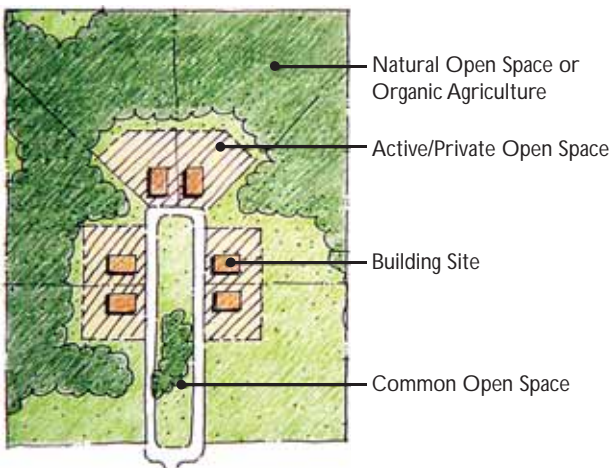 Natural Open Space or
Organic Agriculture
Active/Private Open Space
Building Site
Common Open Space